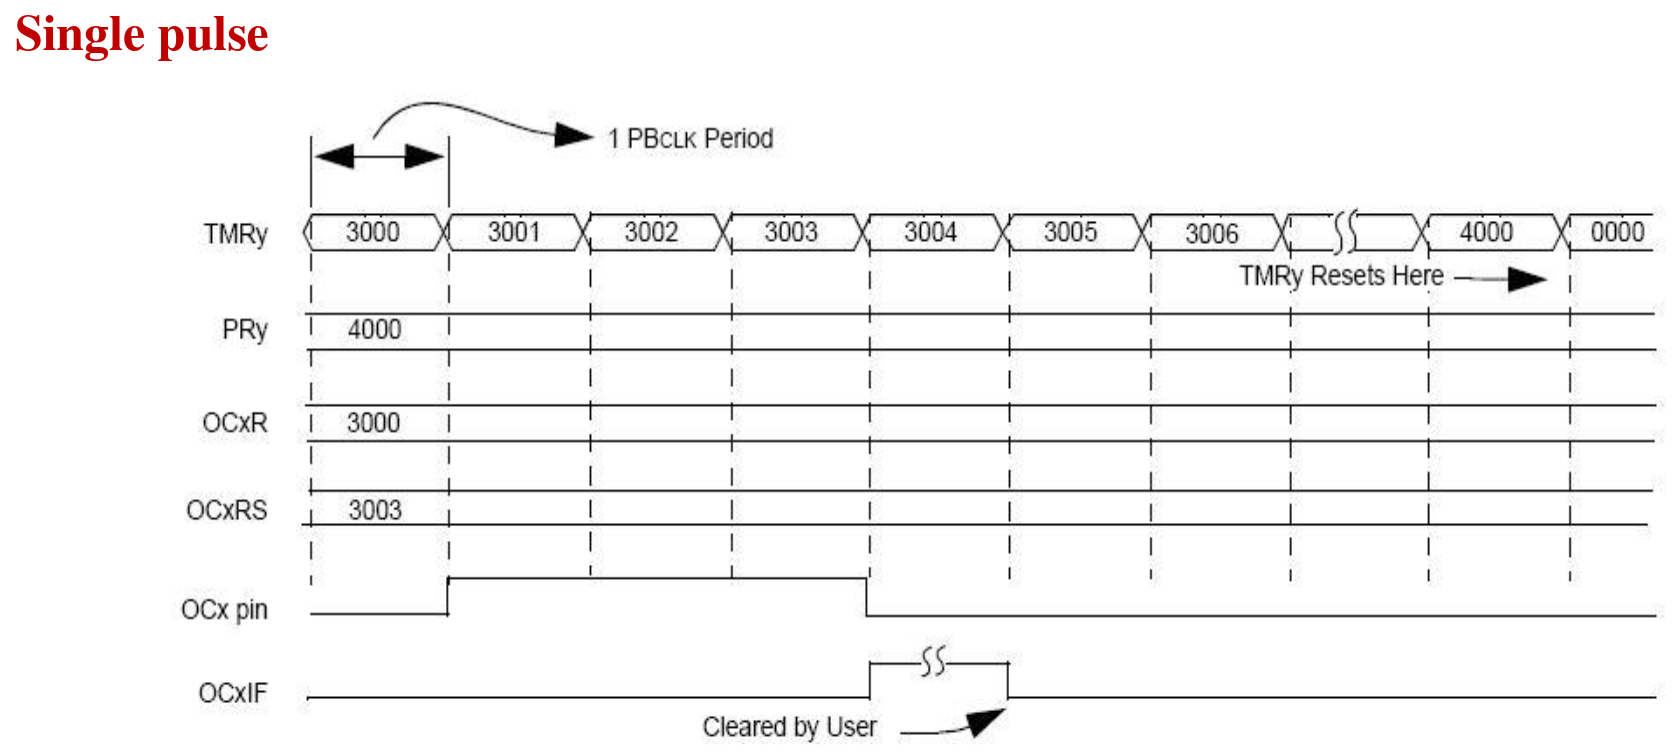 Single pulse
1 PBCLK Period
TMRy 3000 3001 3002 3003 3004 3005 3006 4000 0000
TMRy Resets Here
PRy 4000
OCxR 3000
OCxRS 3003
OCx pin
OCxIF
Cleared by User